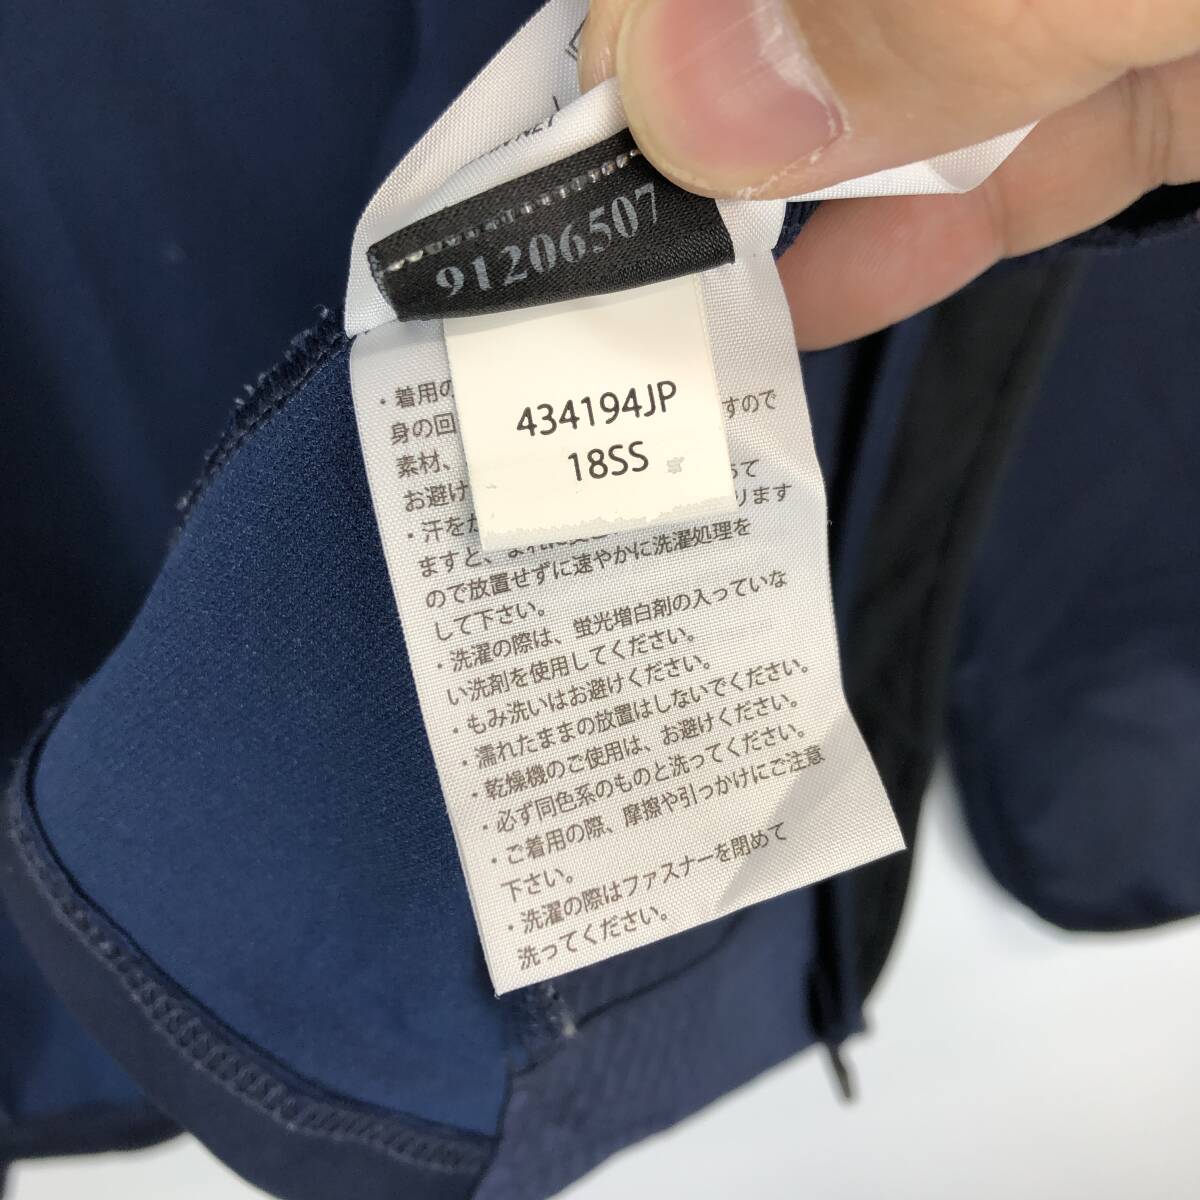 91206507
434194JP
18SS
・着用の
身の回 すので
素材、
お避け って
・汗をか ります
ますと、まれに変
ので放置せずに速やかに洗濯処理を
して下さい。
・洗濯の際は、蛍光増白剤の入っていな
い洗剤を使用してください。
・もみ洗いはお避けください。
・濡れたままの放置はしないでください。
・乾燥機のご使用は、お避けください。
・必ず同色系のものと洗ってください。
・ご着用の際、摩擦や引っかけにご注意
下さい。
・洗濯の際はファスナーを閉めて
洗ってください。